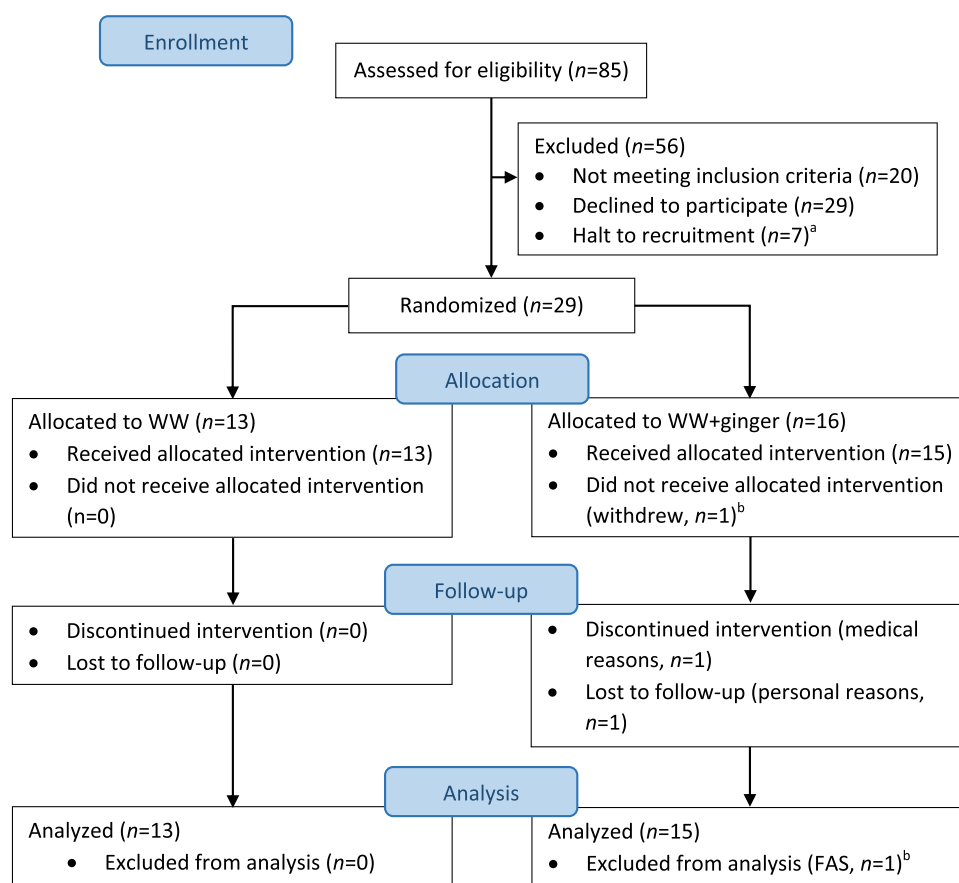 Enrollment
Assessed for eligibility (n=85)
Excluded (n=56)
• Not meeting inclusion criteria (n=20)
• Declined to participate (n=29)
• Halt to recruitment (n=7)a
Randomized (n=29)
Allocation
Allocated to WW (n=13)
• Received allocated intervention (n=13)
• Did not receive allocated intervention
(n=0)
Allocated to WW+ginger (n=16)
• Received allocated intervention (n=15)
• Did not receive allocated intervention
(withdrew, n=1)b
Follow-up
• Discontinued intervention (n=0)
• Lost to follow-up (n=0)
• Discontinued intervention (medical
reasons, n=1)
• Lost to follow-up (personal reasons,
n=1)
Analysis
Analyzed (n=13)
• Excluded from analysis (n=0)
Analyzed (n=15)
• Excluded from analysis (FAS, n=1)b